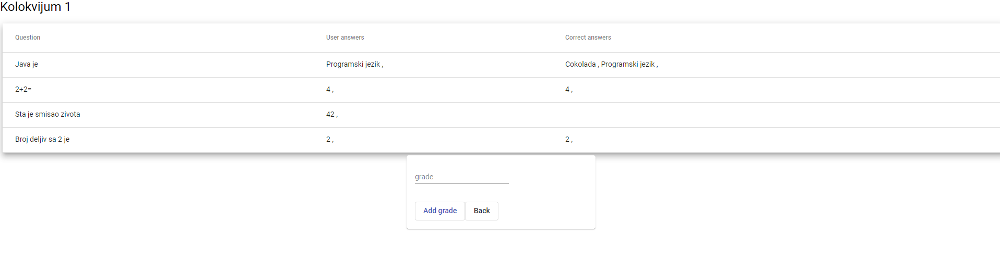 Kolokvijum 1
Question User answers Correct answers
Java je Programski jezik , Cokolada , Programski jezik ,
2+2= 4 , 4 ,
Sta je smisao zivota 42 ,
Broj deljiv sa 2 je 2 , 2 ,
grade
Add grade Back